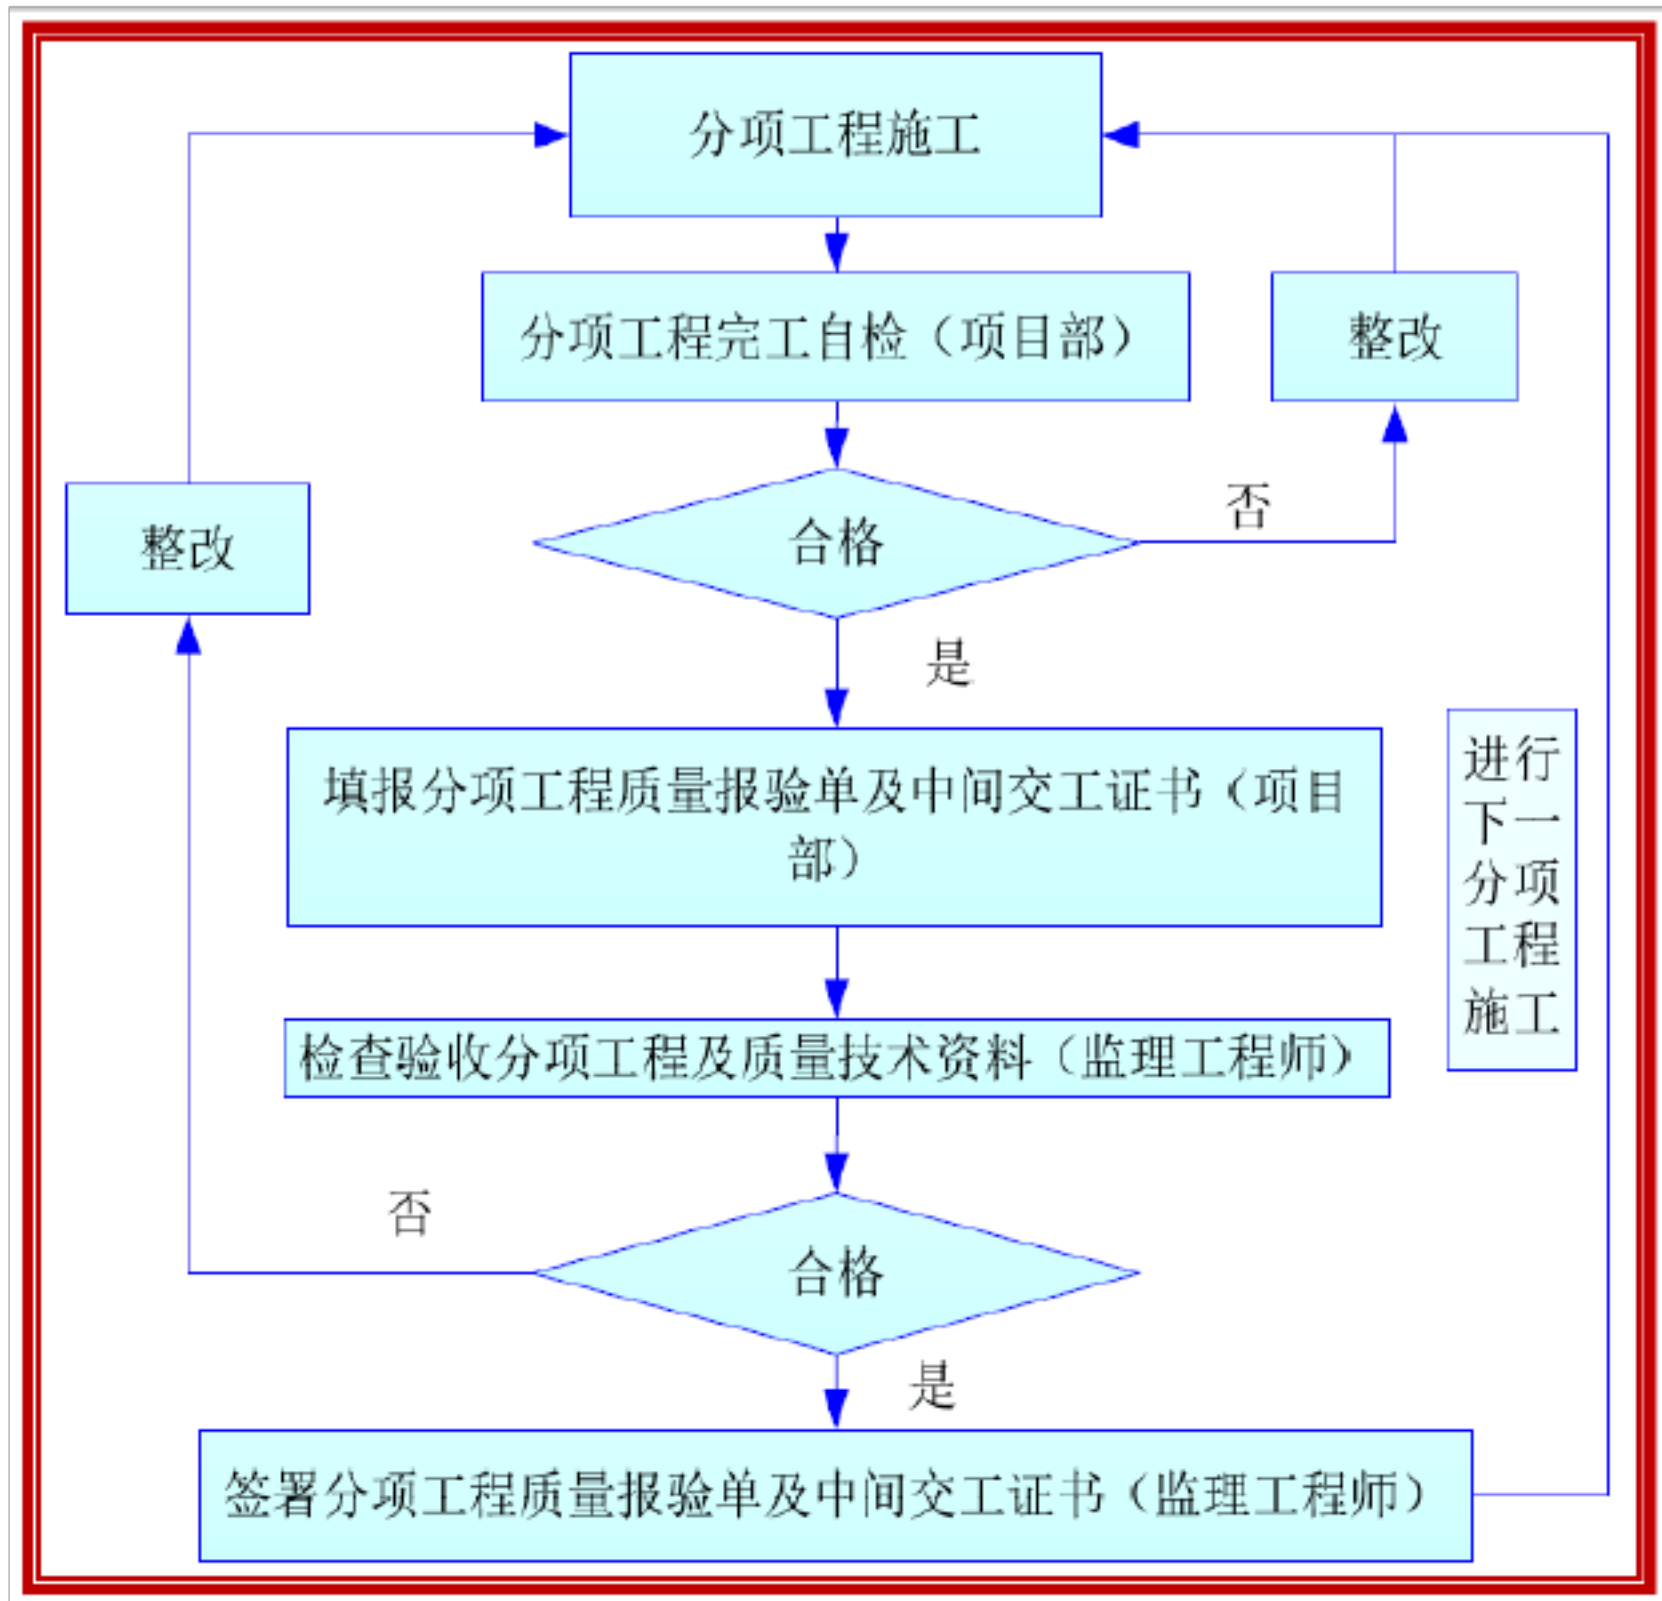 分项工程施工
分项工程完工自检（项目部）
整改
整改
合格
否
是
填报分项工程质量报验单及中间交工证书（项目
部）
进行
下一
分项
工程
施工
检查验收分项工程及质量技术资料（监理工程师）
否
合格
是
签署分项工程质量报验单及中间交工证书（监理工程师）